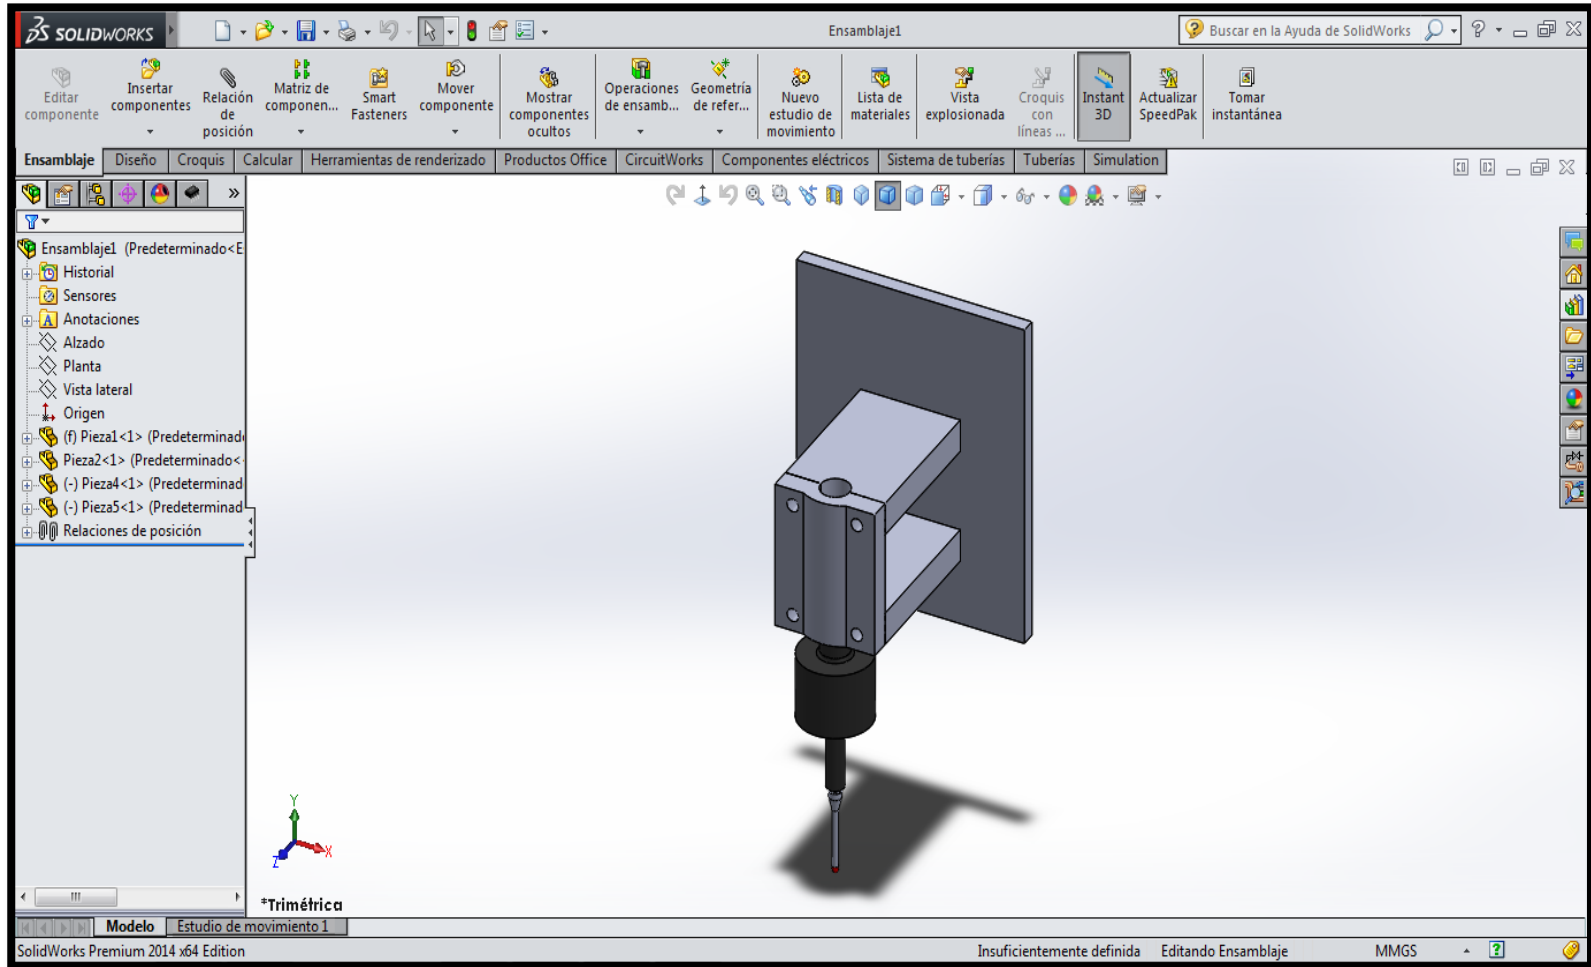 SOLIDWORKS
Ensamblaje1
Buscar en la Ayuda de SolidWorks
Editar
componente
Insertar
componentes
Relación
de
posición
Matriz de
componen...
Smart
Fasteners
Mover
componente
Mostrar
componentes
ocultos
Operaciones
de ensamb...
Geometría
de refer...
Nuevo
estudio de
movimiento
Lista de
materiales
Vista
explosionada
Croquis
con
líneas ...
Instant
3D
Actualizar
SpeedPak
Tomar
instantánea
Ensamblaje Diseño Croquis Calcular Herramientas de renderizado Productos Office CircuitWorks Componentes eléctricos Sistema de tuberías Tuberías Simulation
Ensamblaje1 (Predeterminado<E
Historial
Sensores
Anotaciones
Alzado
Planta
Vista lateral
Origen
(f) Pieza1<1> (Predeterminad
Pieza2<1> (Predeterminado<
(-) Pieza4<1> (Predeterminad
(-) Pieza5<1> (Predeterminad
Relaciones de posición
Y
X
Z
*Trimétrica
Modelo Estudio de movimiento 1
SolidWorks Premium 2014 x64 Edition Insuficientemente definida Editando Ensamblaje MMGS